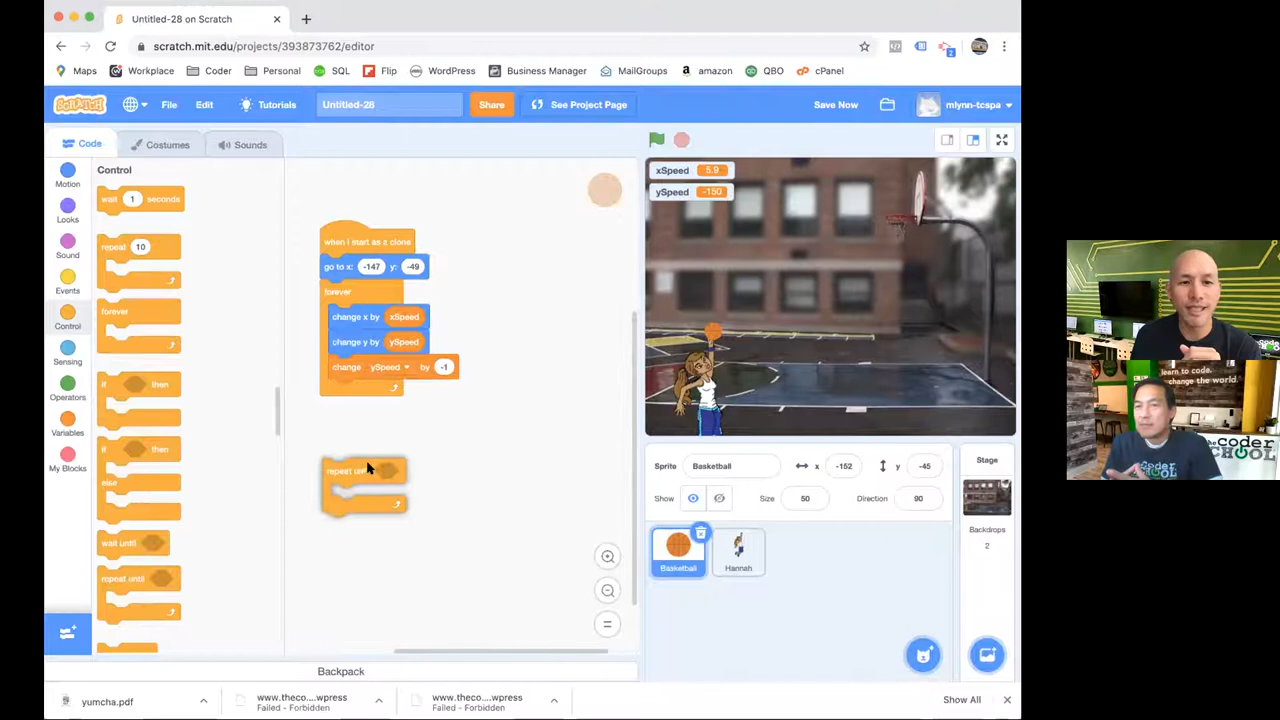 Untitled-28 on Scratch
scratch.mit.edu/projects/393873762/editor
2
Maps Workplace Coder Personal SQL Flip WordPress Business Manager MailGroups amazon QBO cPanel
SCRATCH File Edit Tutorials Untitled-28 Share See Project Page Save Now mlynn-tcspa
Code Costumes Sounds
Motion
Looks
Sound
Events
Control
Sensing
Operators
Variables
My Blocks
Control
wait 1 seconds
repeat 10
forever
if then
if then
else
wait until
repeat until
when I start as a clone
go to x: -147 y: -49
forever
change x by xSpeed
change y by ySpeed
change ySpeed by -1
repeat until
Backpack
xSpeed 5.9
ySpeed -150
Sprite Basketball x -152 y -45
Show Size 50 Direction 90
Basketball
Hannah
Stage
Backdrops
2
yumcha.pdf
www.theco....wpress
Failed - Forbidden
www.theco....wpress
Failed - Forbidden
Show All
learn to code.
change the world.
the
coder
SCHOOL